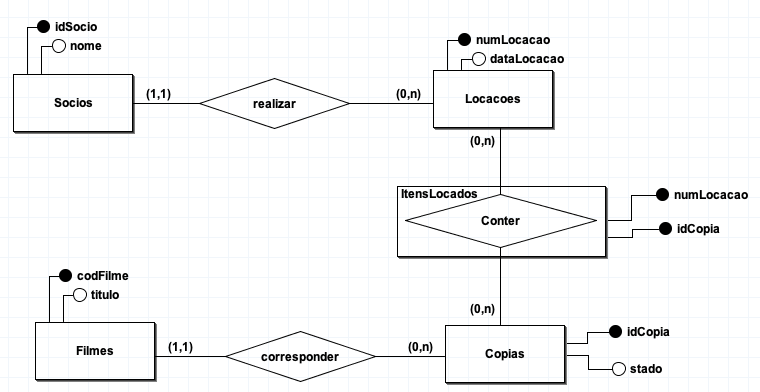 idSocio
nome
numLocacao
dataLocacao
Socios
(1,1)
realizar
(0,n)
Locacoes
(0,n)
ItensLocados
Conter
numLocacao
idCopia
codFilme
titulo
(0,n)
Filmes
(1,1)
corresponder
(0,n)
Copias
idCopia
stado